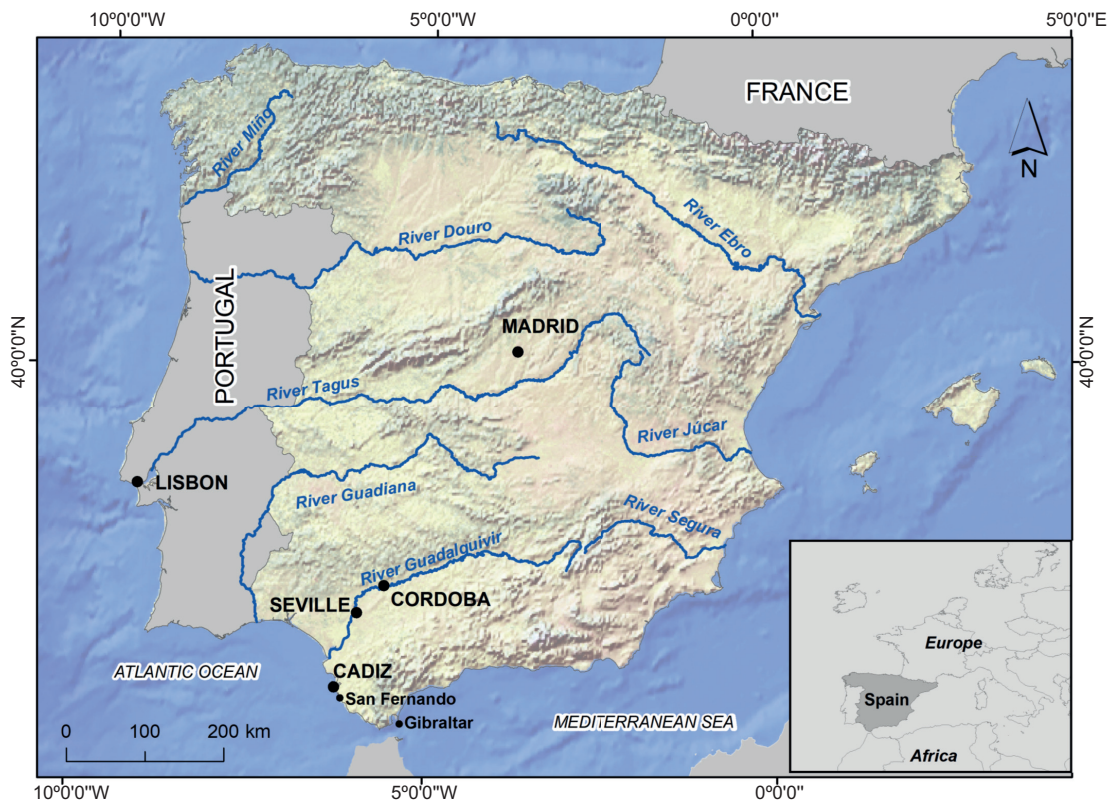 10°0'0"W 5°0'0"W 0°0'0" 5°0'0"E
FRANCE
River Miño
N
River Ebro
River Douro
PORTUGAL
MADRID
40°0'0"N
40°0'0"N
River Tagus
River Júcar
LISBON
River Guadiana
River Segura
River Guadalquivir
CORDOBA
SEVILLE
Europe
ATLANTIC OCEAN
CADIZ
San Fernando
Spain
Gibraltar
MEDITERRANEAN SEA
0 100 200 km
Africa
10°0'0"W 5°0'0"W 0°0'0"